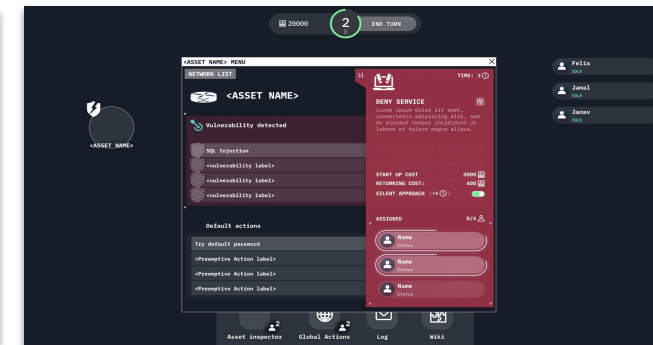 20000
2
8
END TURN
<ASSET NAME> MENU
NETWORK LIST
<ASSET NAME>
Vulnerability detected
SQL Injection
<vulnerability label>
<vulnerability label>
<vulnerability label>
Default actions
Try default password
<Preemptive Action label>
<Preemptive Action label>
<Preemptive Action label>
DENY SERVICE
Lorem ipsum dolor sit amet,
consectetus adipiscing elit, sed
do eiusmod tempor incididunt ut
labore et dolore magna aliqua.
START UP COST 2000
RETURNING COST: 400
SILENT APPROACH
ASSIGNED 0/4
Name
Status
Name
Status
Name
Status
<ASSET NAME>
Felix
IDLE
Jamal
IDLE
Janav
IDLE
2
Asset inspector
2
Global Actions
Log
Wiki